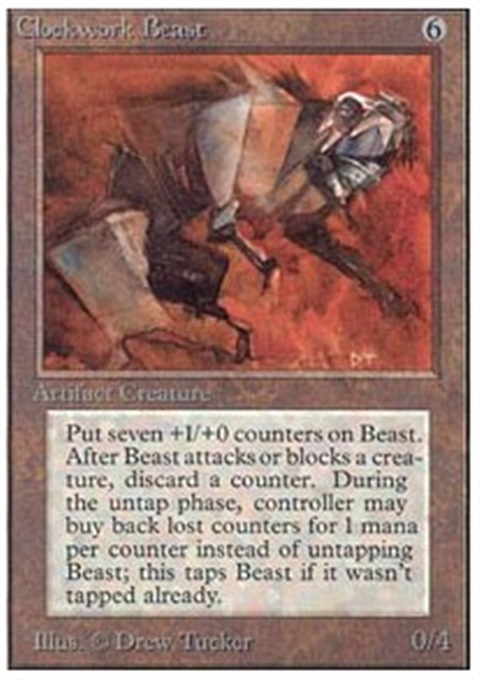 Clockwork Beast 6
DT
Artifact Creature
Put seven +1/+0 counters on Beast.
After Beast attacks or blocks a crea-
ture, discard a counter. During
the untap phase, controller may
buy back lost counters for 1 mana
per counter instead of untapping
Beast; this taps Beast if it wasn't
tapped already.
Illus. © Drew Tucker 0/4